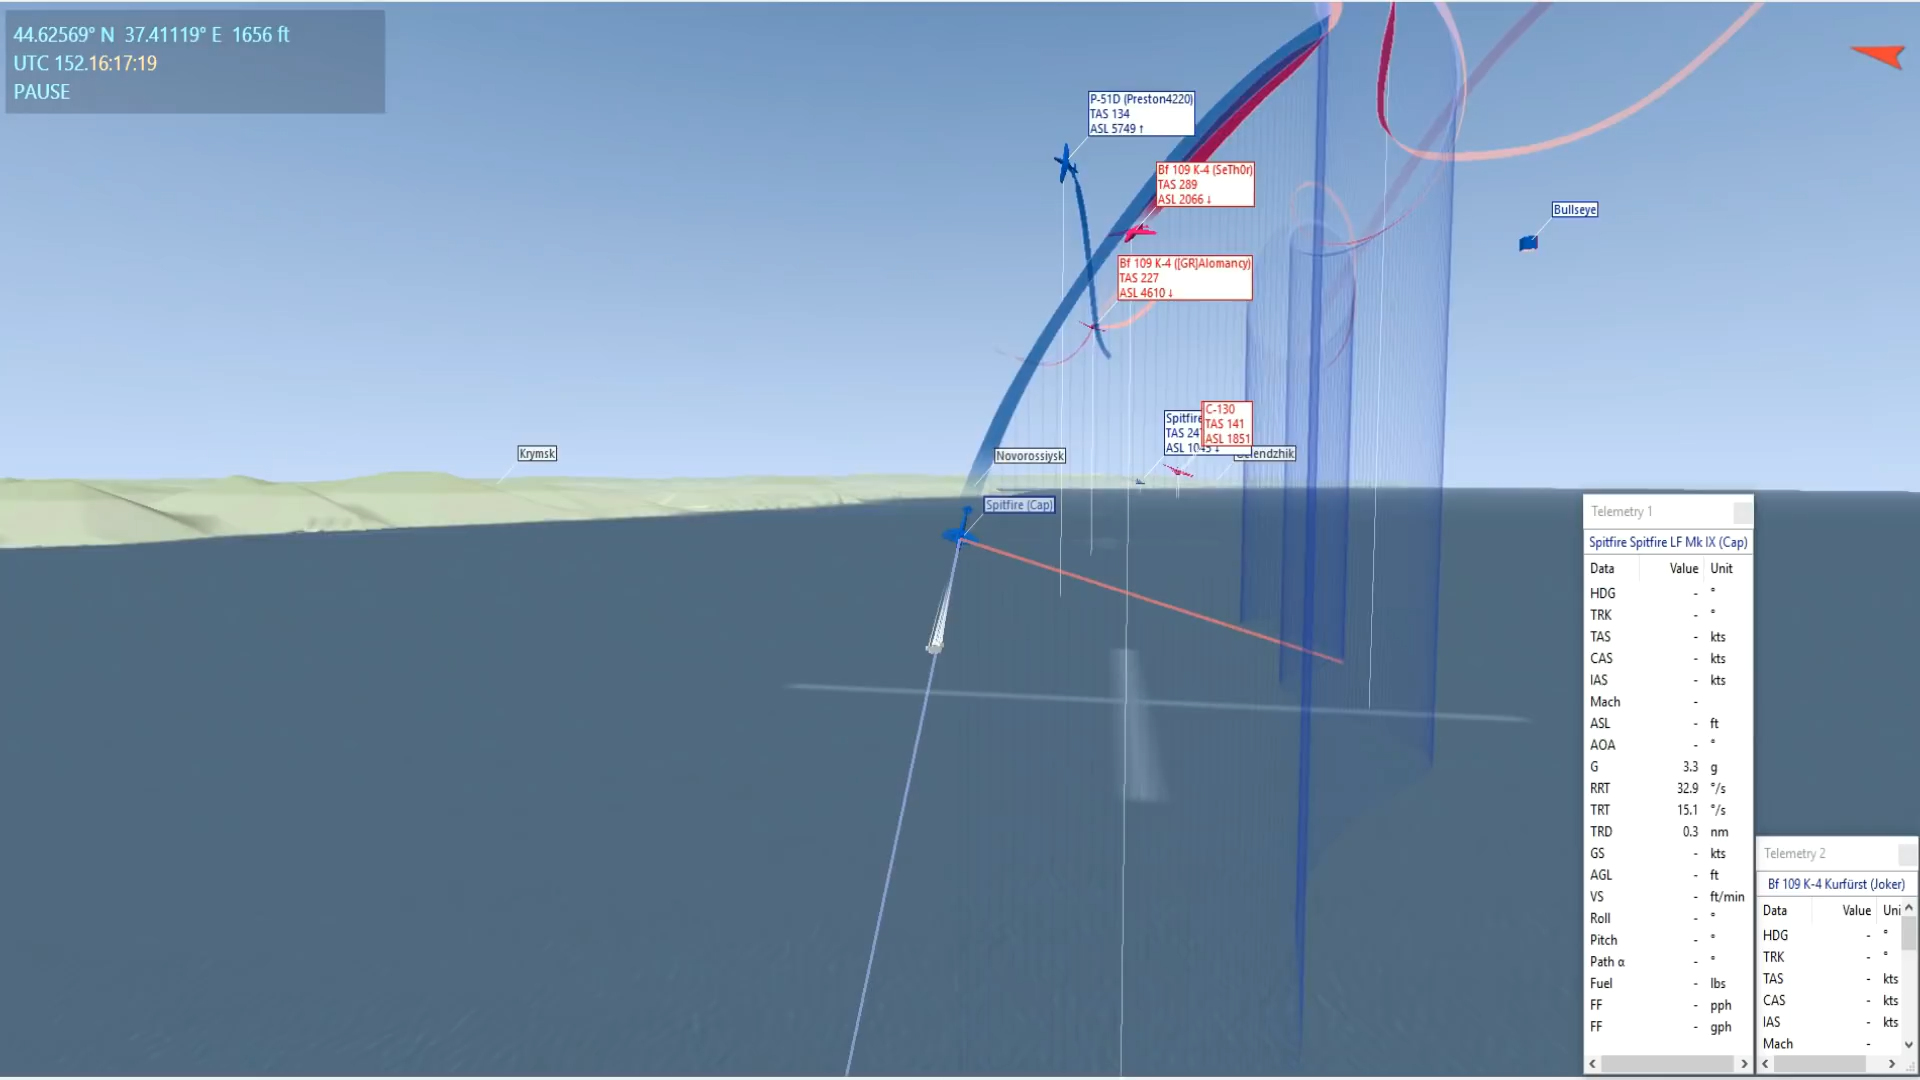 44.62569° N  37.41119° E  1656 ft
UTC 152.16:17:19
PAUSE
P-51D (Preston4220)
TAS 134
ASL 5749 ↑
Bf 109 K-4 (SeTh0r)
TAS 289
ASL 2066 ↓
Bullseye
Bf 109 K-4 ([GR]Alomancy)
TAS 227
ASL 4610 ↓
Spitfire
TAS 24
ASL 10
C-130
TAS 141
ASL 1851
Krymsk
Novorossiysk
lendzhik
Spitfire (Cap)
Telemetry 1
Spitfire Spitfire LF Mk IX (Cap)
Data Value Unit
HDG - °
TRK - °
TAS - kts
CAS - kts
IAS - kts
Mach -
ASL - ft
AOA - °
G 3.3 g
RRT 32.9 °/s
TRT 15.1 °/s
TRD 0.3 nm
GS - kts
AGL - ft
VS - ft/min
Roll - °
Pitch - °
Path α - °
Fuel - lbs
FF - pph
FF - gph
Telemetry 2
Bf 109 K-4 Kurfürst (Joker)
Data Value Uni
HDG - °
TRK - °
TAS - kts
CAS - kts
IAS - kts
Mach -